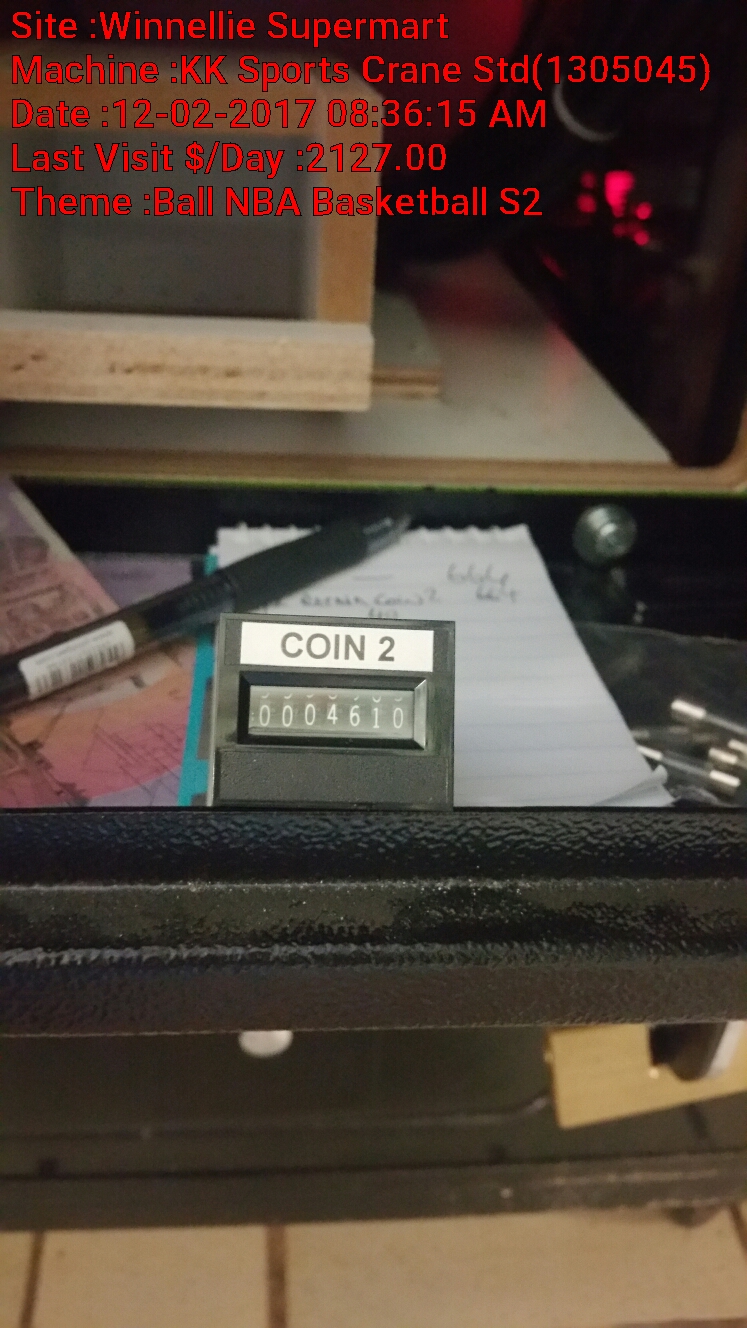 Site :Winnellie Supermart
Machine :KK Sports Crane Std(1305045)
Date :12-02-2017 08:36:15 AM
Last Visit $/Day :2127.00
Theme :Ball NBA Basketball S2
COIN 2
0004610